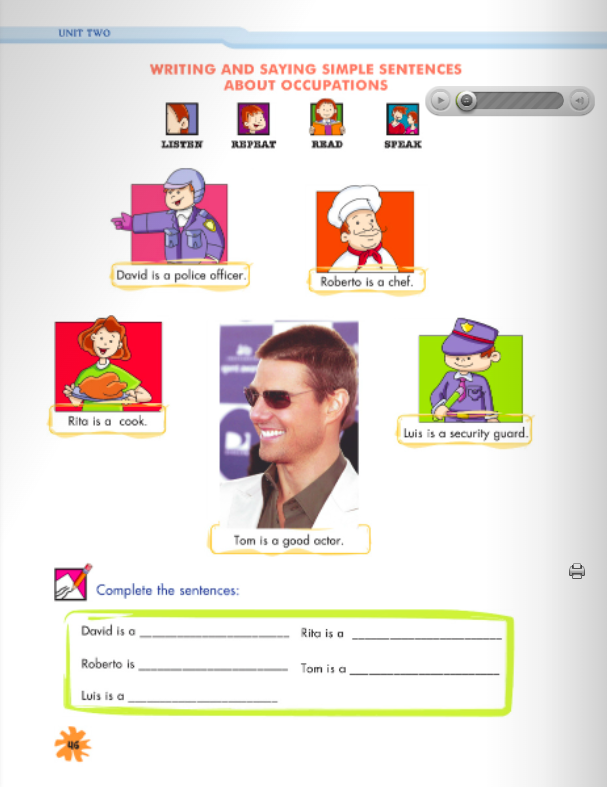 UNIT TWO
WRITING AND SAYING SIMPLE SENTENCES
ABOUT OCCUPATIONS
LISTEN REPEAT READ SPEAK
David is a police officer.
Roberto is a chef.
Rita is a cook.
Luis is a security guard.
Tom is a good actor.
Complete the sentences:
David is a ____________________ Rita is a ____________________
Roberto is ____________________ Tom is a ____________________
Luis is a ____________________
46